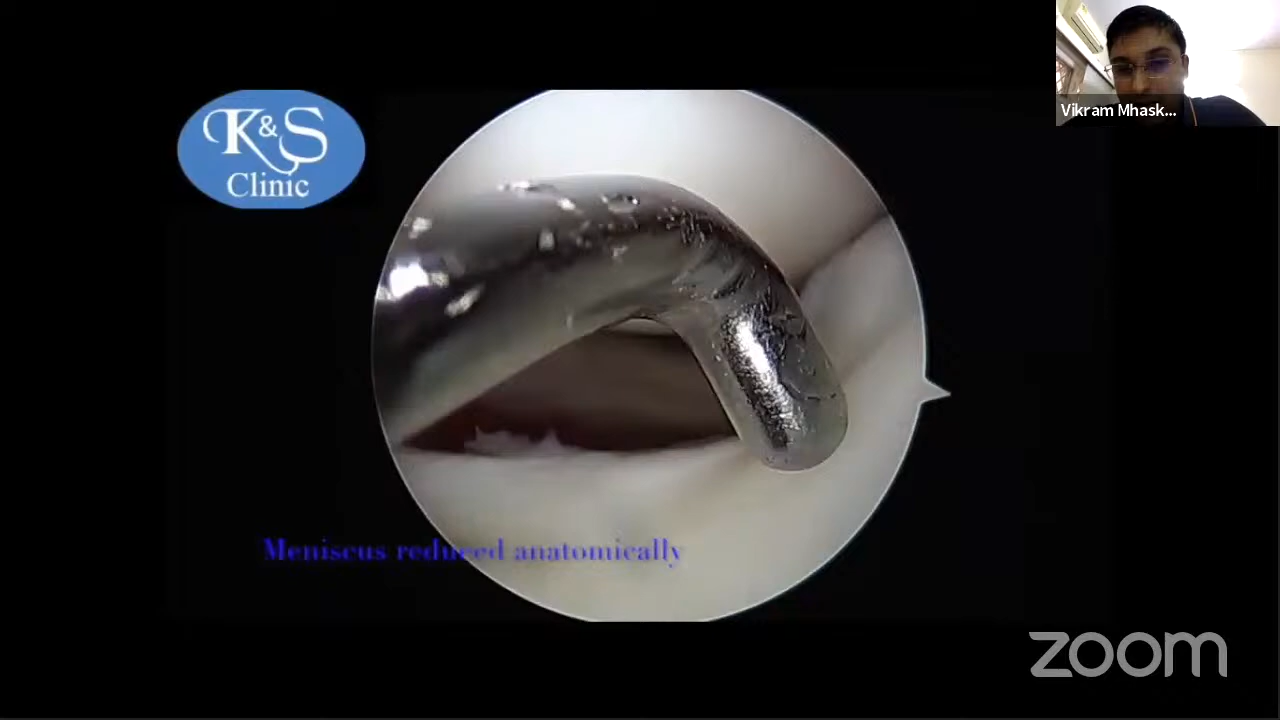 K&S
Clinic
Vikram Mhask...
Meniscus reduced anatomically
zoom